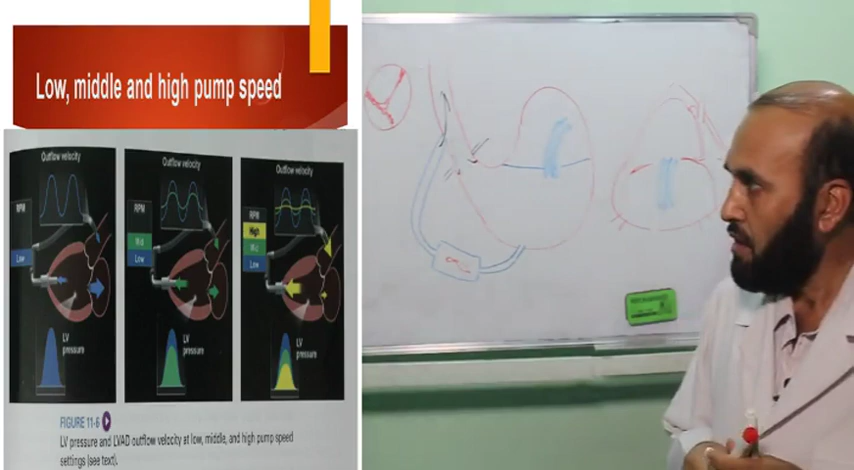 Low, middle and high pump speed
Outflow velocity
RPM
Low
LV
pressure
Outflow velocity
RPM
Mid
Low
LV
pressure
Outflow velocity
RPM
High
Mid
Low
LV
pressure
FIGURE 11-6
LV pressure and LVAD outflow velocity at low, middle, and high pump speed
settings (see text).